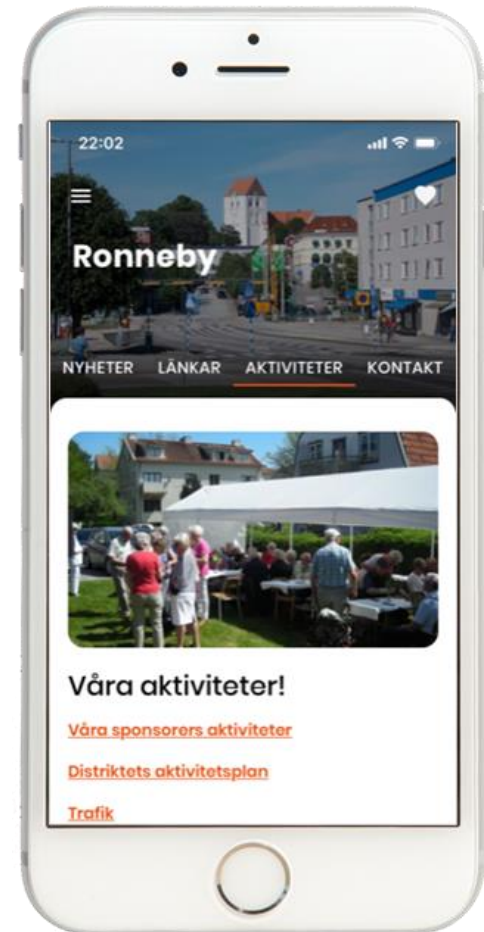 22:02
Ronneby
NYHETER LÄNKAR AKTIVITETER KONTAKT
Våra aktiviteter!
Våra sponsorers aktiviteter
Distriktets aktivitetsplan
Trafik